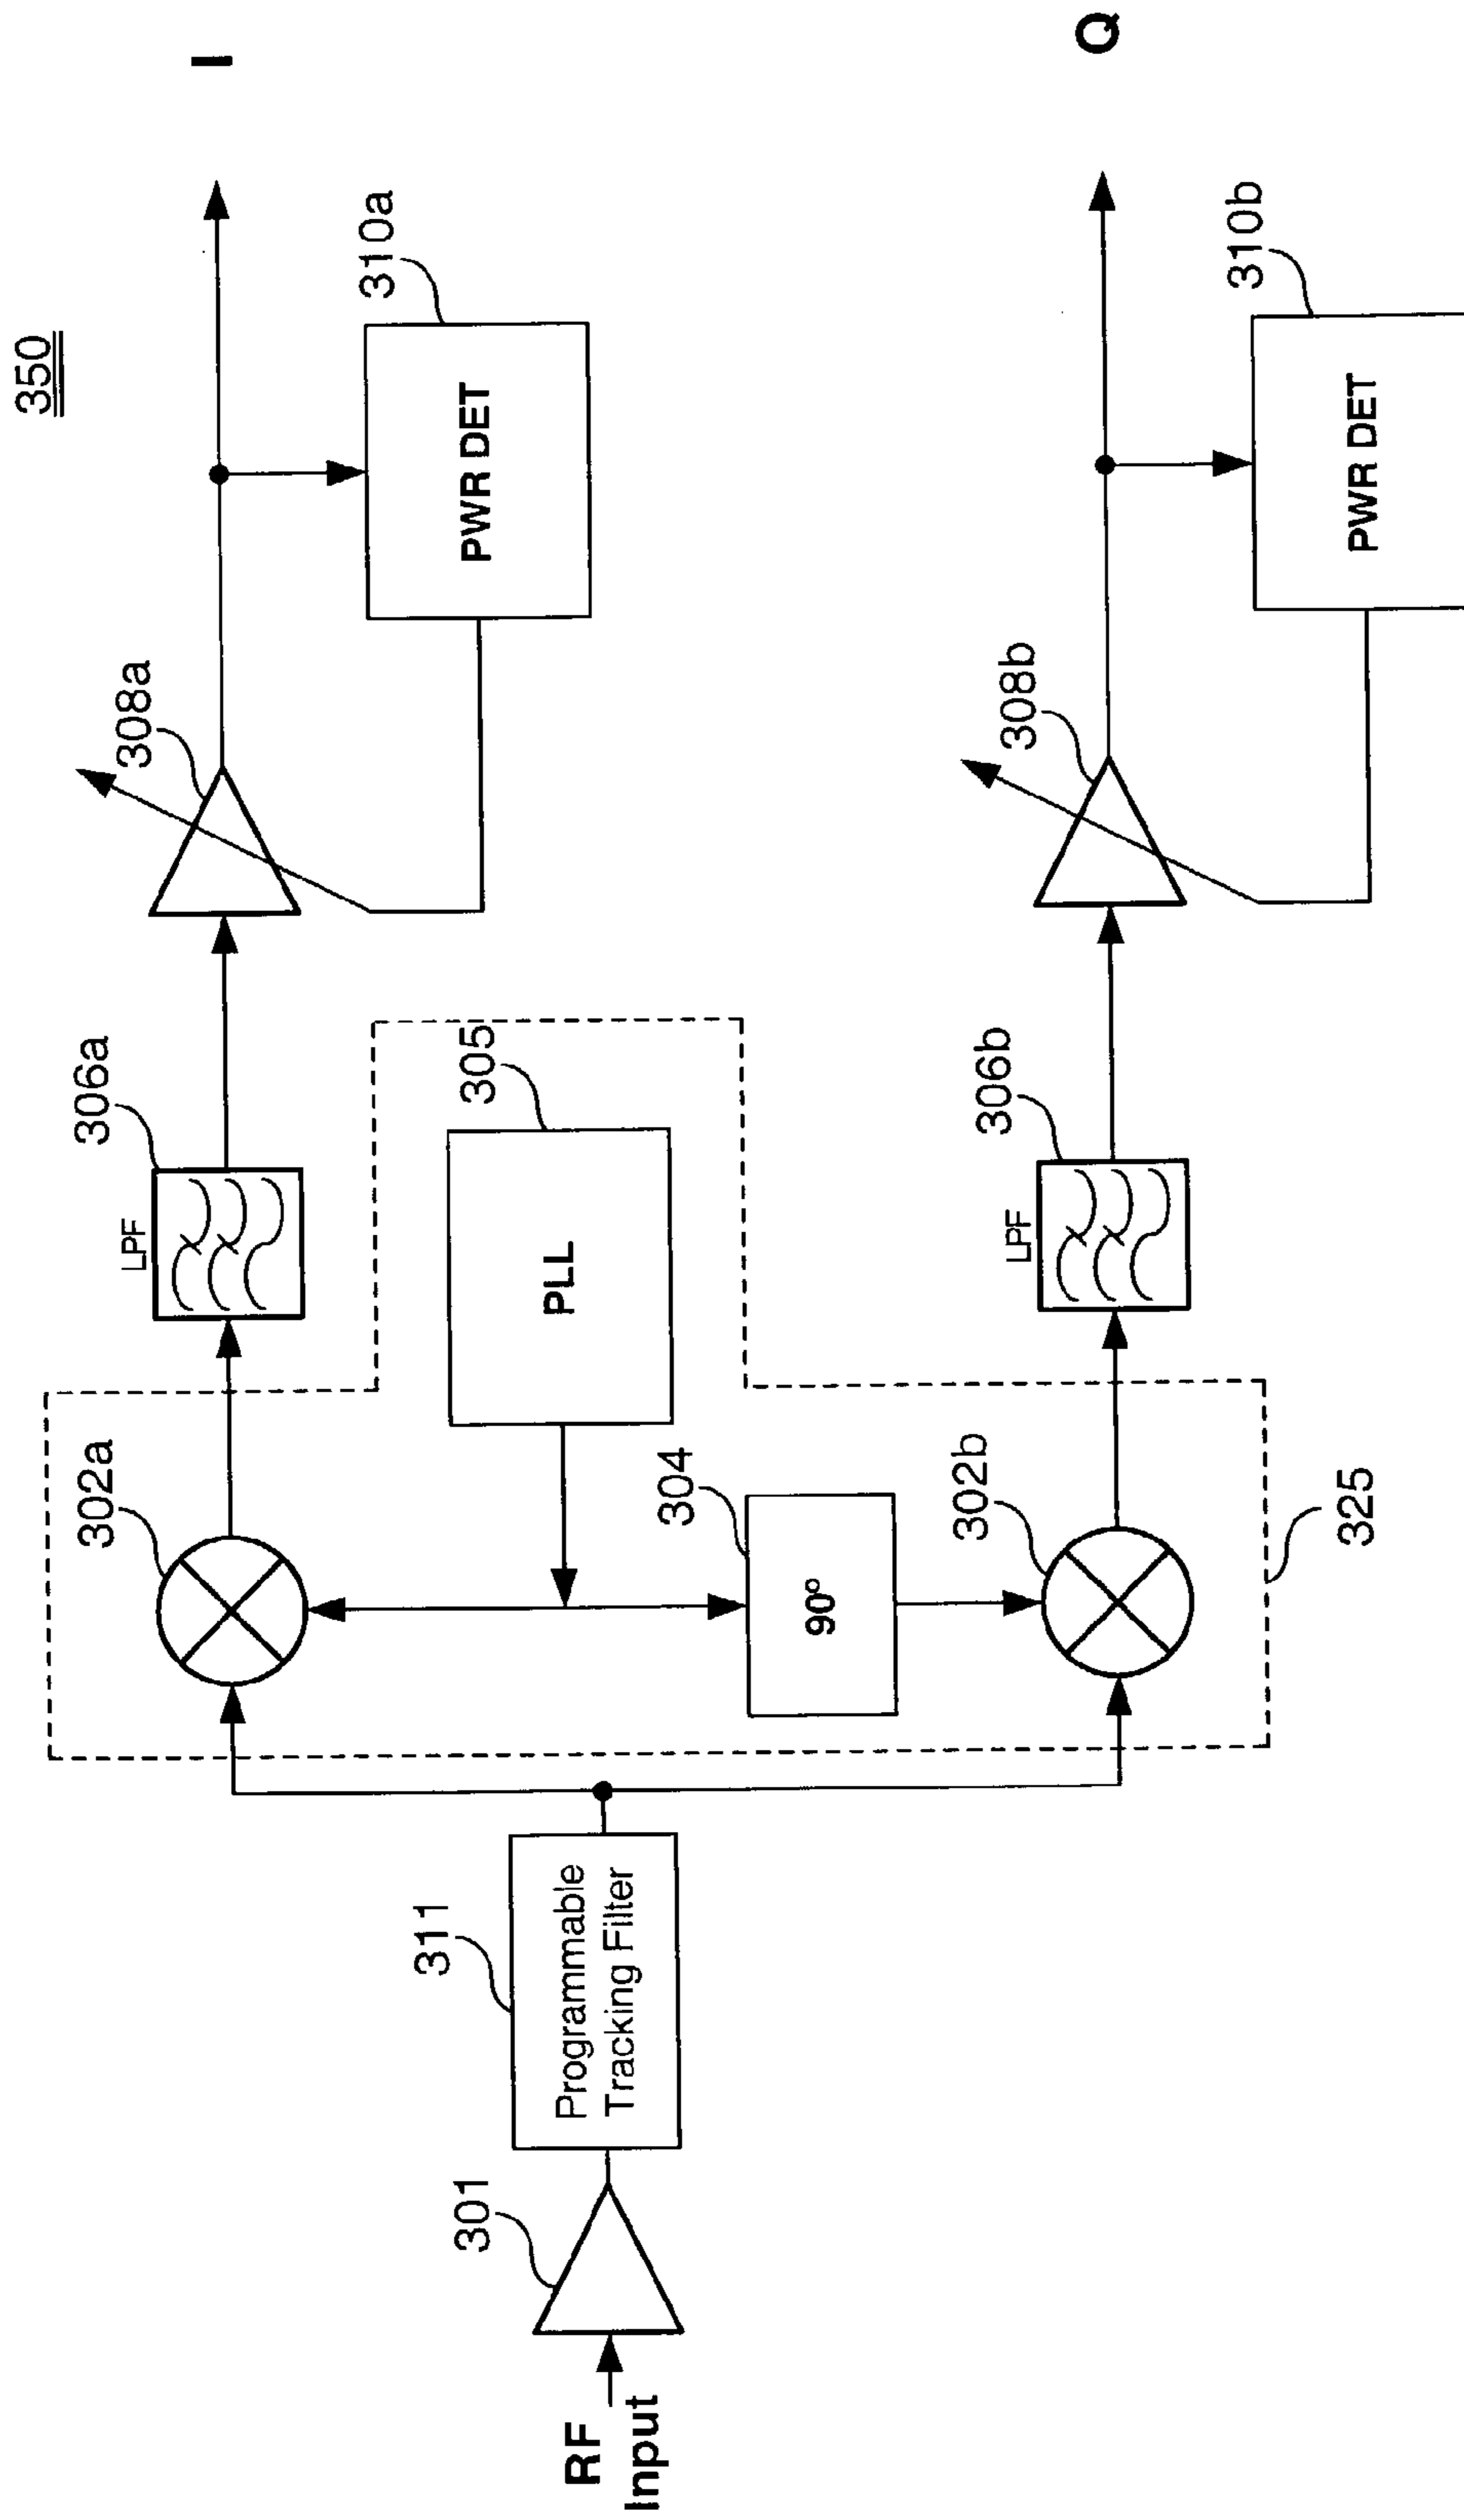 350
I
310a
PWR DET
308a
306a
LPF
302a
305
PLL
304
90°
311
Programmable
Tracking Filter
301
RF
Input
Q
310b
PWR DET
308b
306b
LPF
302b
325